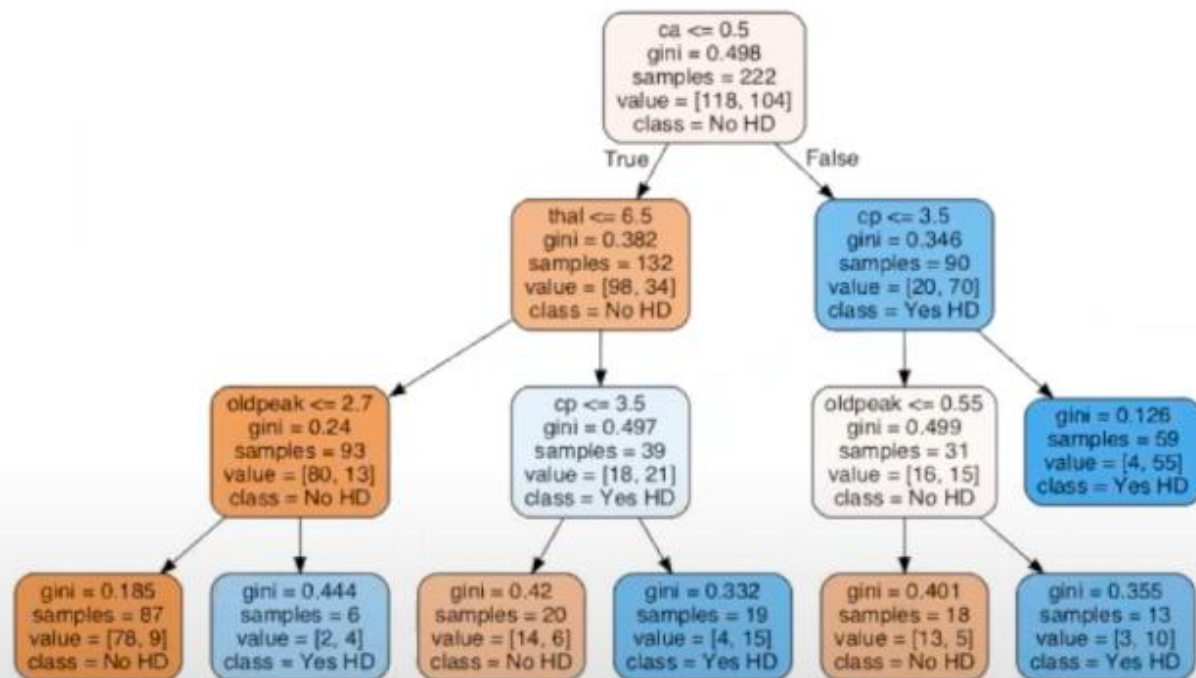 ca <= 0.5
gini = 0.498
samples = 222
value = [118, 104]
class = No HD
True
False
thal <= 6.5
gini = 0.382
samples = 132
value = [98, 34]
class = No HD
cp <= 3.5
gini = 0.346
samples = 90
value = [20, 70]
class = Yes HD
oldpeak <= 2.7
gini = 0.24
samples = 93
value = [80, 13]
class = No HD
cp <= 3.5
gini = 0.497
samples = 39
value = [18, 21]
class = Yes HD
oldpeak <= 0.55
gini = 0.499
samples = 31
value = [16, 15]
class = No HD
gini = 0.126
samples = 59
value = [4, 55]
class = Yes HD
gini = 0.185
samples = 87
value = [78, 9]
class = No HD
gini = 0.444
samples = 6
value = [2, 4]
class = Yes HD
gini = 0.42
samples = 20
value = [14, 6]
class = No HD
gini = 0.332
samples = 19
value = [4, 15]
class = Yes HD
gini = 0.401
samples = 18
value = [13, 5]
class = No HD
gini = 0.355
samples = 13
value = [3, 10]
class = Yes HD